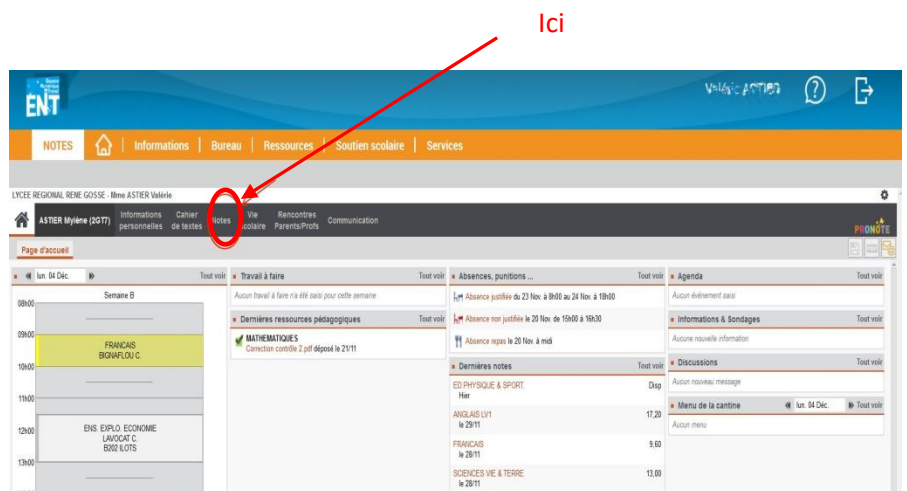 Ici
ENT
NOTES | Informations | Bureau | Ressources | Soutien scolaire | Services
LYCEE REGIONAL RENE GOSSE - Mme ASTIER Valérie
ASTIER Mylène (2GT7)
Informations personnelles
Cahier de textes
Notes
Vie scolaire
Rencontres Parents/Profs
Communication
PRONOTE
Page d'accueil
lun. 04 Déc. Tout voir
Semaine B
08h00
09h00
FRANCAIS
BIGNAFLOU C.
10h00
11h00
12h00
ENS. EXPLO. ECONOMIE
LAVOCAT C.
B202 ILOTS
13h00
Travail à faire Tout voir
Aucun travail à faire n'a été saisi pour cette semaine
Dernières ressources pédagogiques Tout voir
MATHEMATIQUES
Correction contrôle 2.pdf déposé le 21/11
Absences, punitions ... Tout voir
Absence justifiée du 23 Nov. à 8h00 au 24 Nov. à 18h00
Absence non justifiée le 20 Nov. de 15h00 à 16h30
Absence repas le 20 Nov. à midi
Dernières notes Tout voir
ED.PHYSIQUE & SPORT. Disp
Hier
ANGLAIS LV1 17,20
le 29/11
FRANCAIS 9,60
le 28/11
SCIENCES VIE & TERRE 13,00
le 28/11
Agenda Tout voir
Aucun événement saisi
Informations & Sondages Tout voir
Aucune nouvelle information
Discussions Tout voir
Aucun nouveau message
Menu de la cantine lun. 04 Déc. Tout voir
Aucun menu